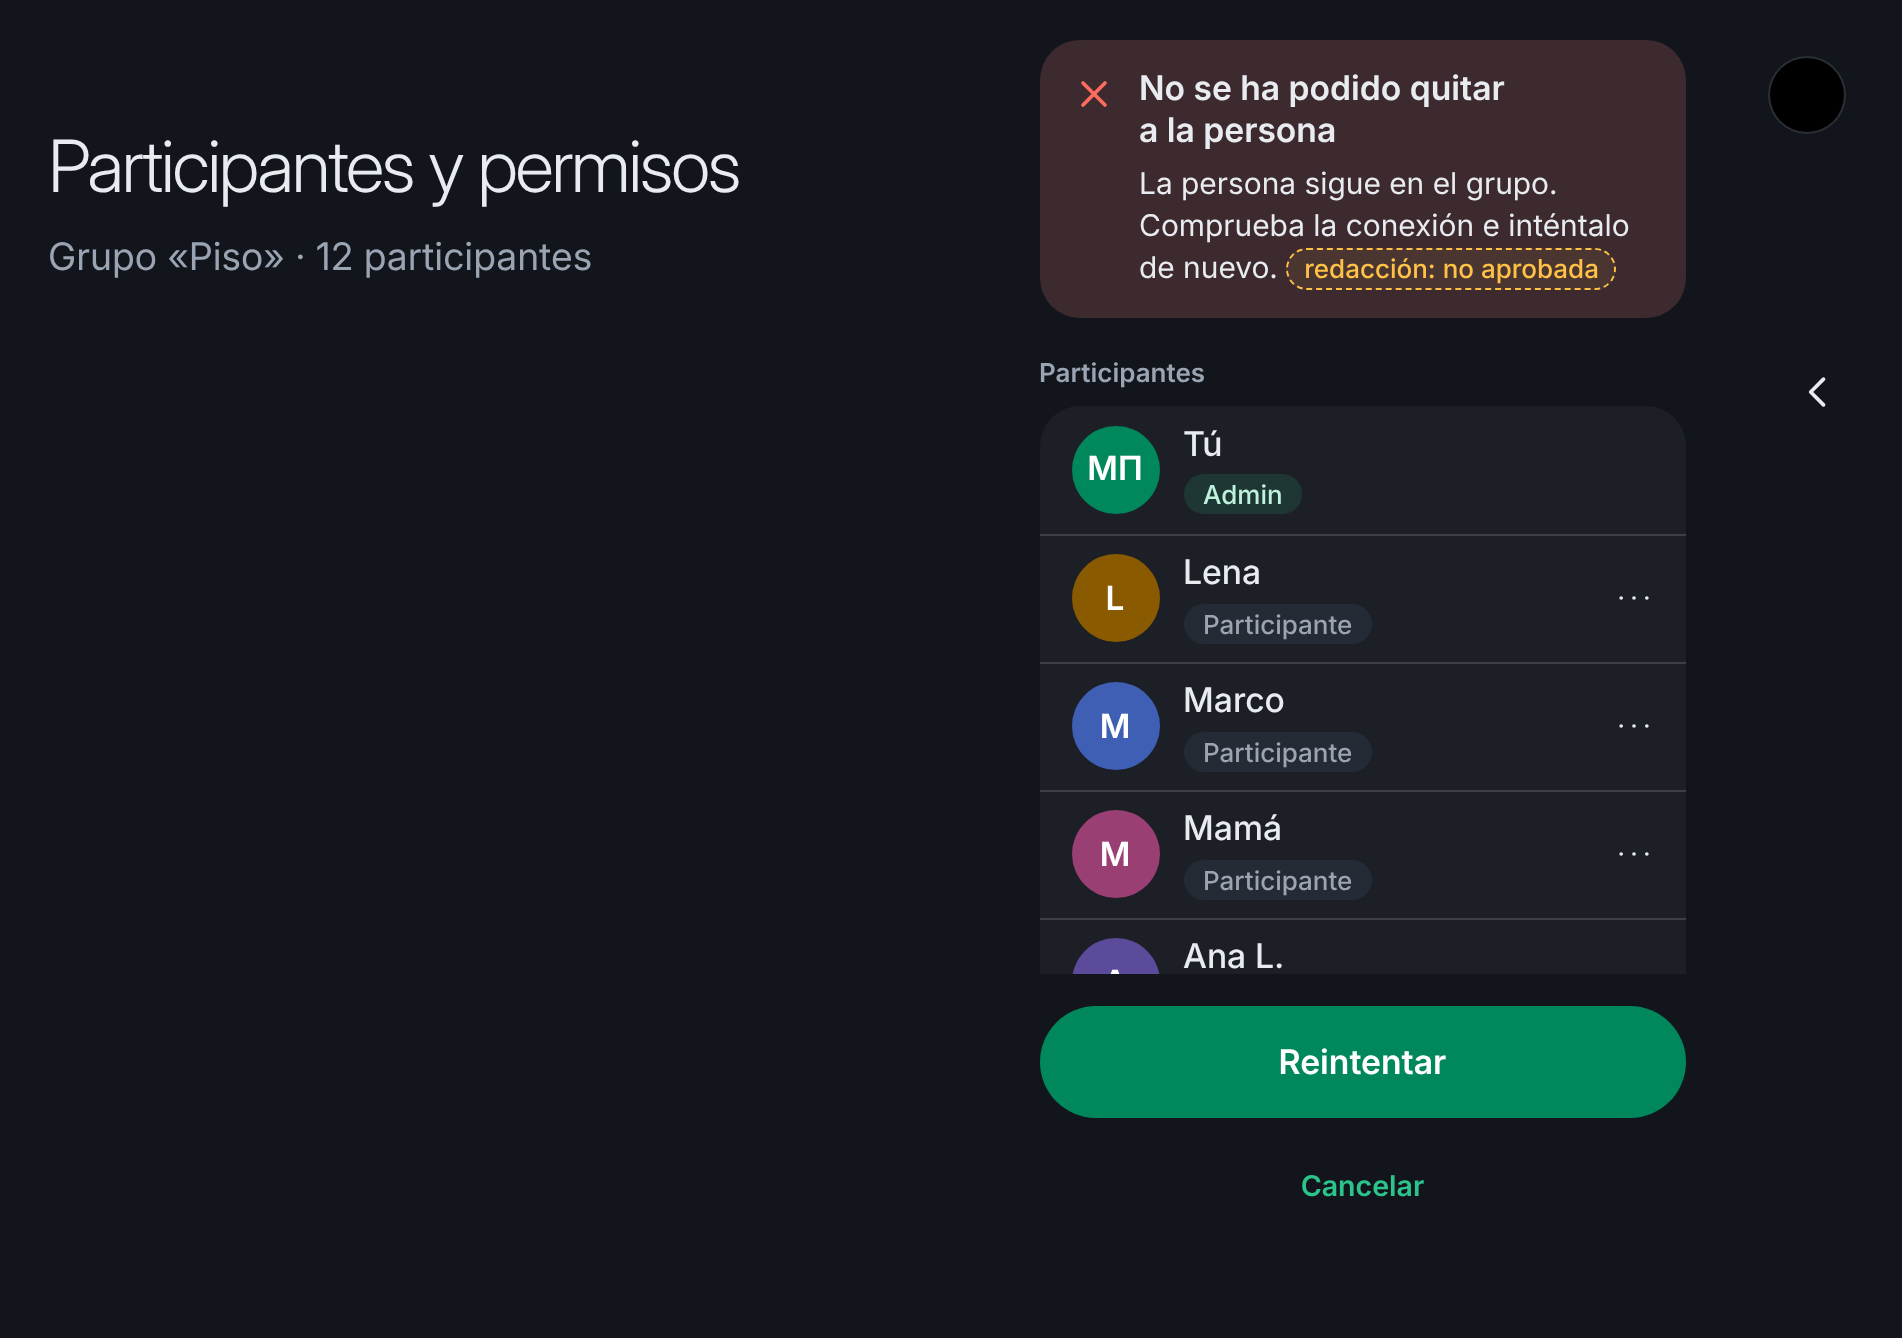 Participantes y permisos
Grupo «Piso» · 12 participantes
No se ha podido quitar
a la persona
La persona sigue en el grupo.
Comprueba la conexión e inténtalo
de nuevo. redacción: no aprobada
Participantes
МП
Tú
Admin
L
Lena
Participante
M
Marco
Participante
M
Mamá
Participante
Ana L.
Reintentar
Cancelar